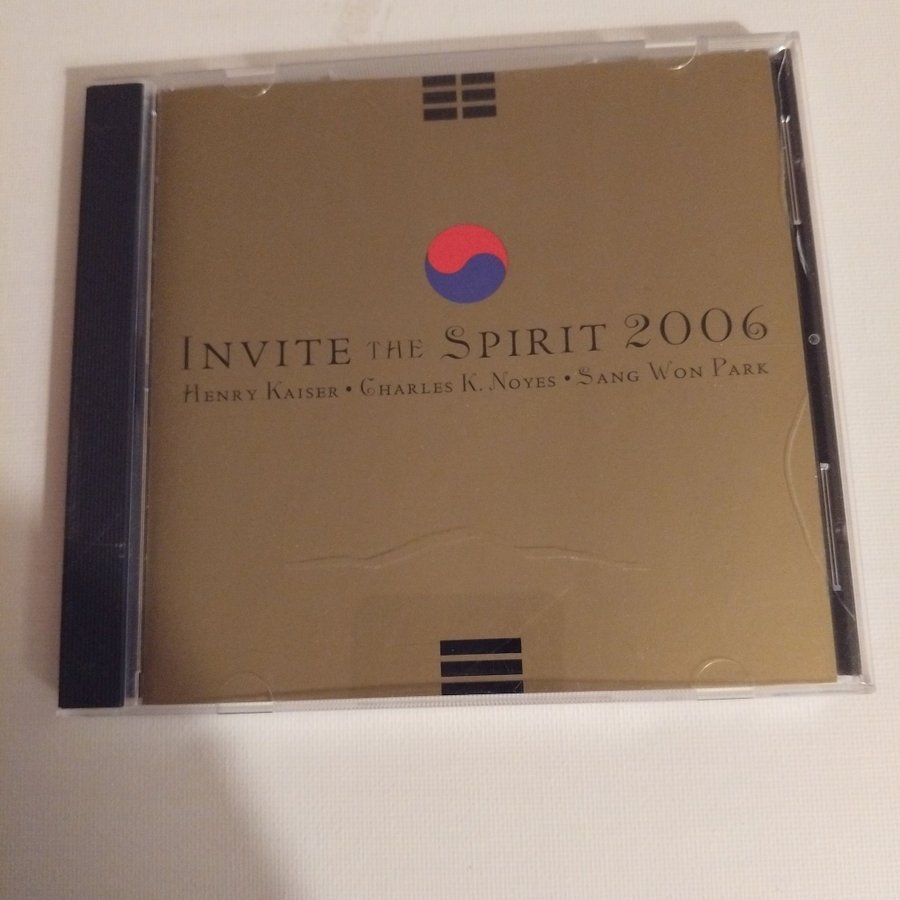 INVITE THE SPIRIT 2006
HENRY KAISER • CHARLES K. NOYES • SANG WON PARK